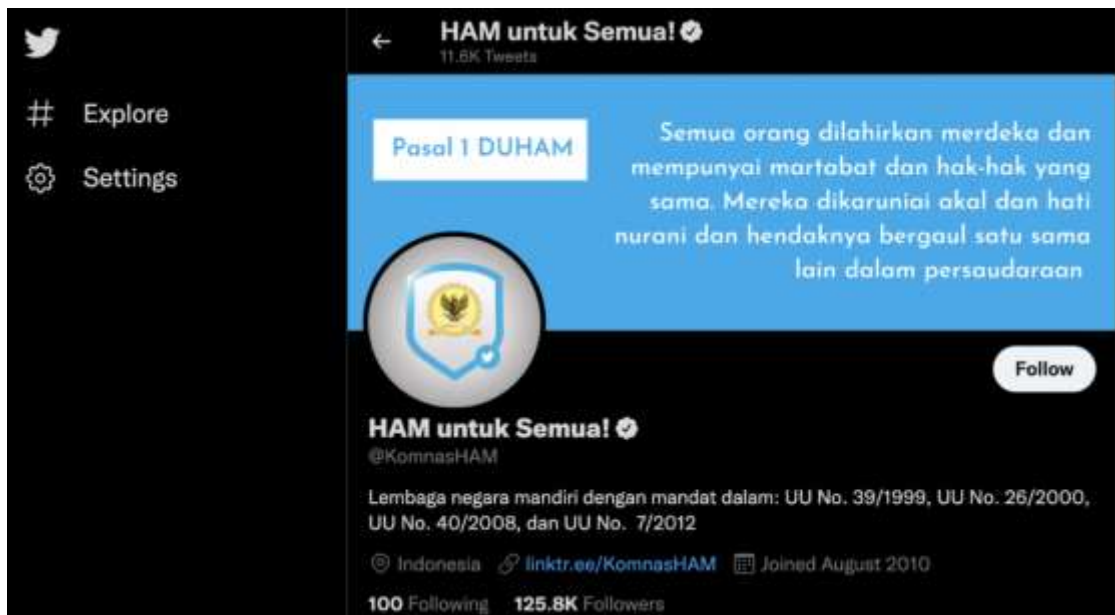 HAM untuk Semua!
11.6K Tweets
Explore
Settings
Pasal 1 DUHAM
Semua orang dilahirkan merdeka dan
mempunyai martabat dan hak-hak yang
sama. Mereka dikaruniai akal dan hati
nurani dan hendaknya bergaul satu sama
lain dalam persaudaraan
Follow
HAM untuk Semua!
@KomnasHAM
Lembaga negara mandiri dengan mandat dalam: UU No. 39/1999, UU No. 26/2000,
UU No. 40/2008, dan UU No. 7/2012
Indonesia linktr.ee/KomnasHAM Joined August 2010
100 Following 125.8K Followers